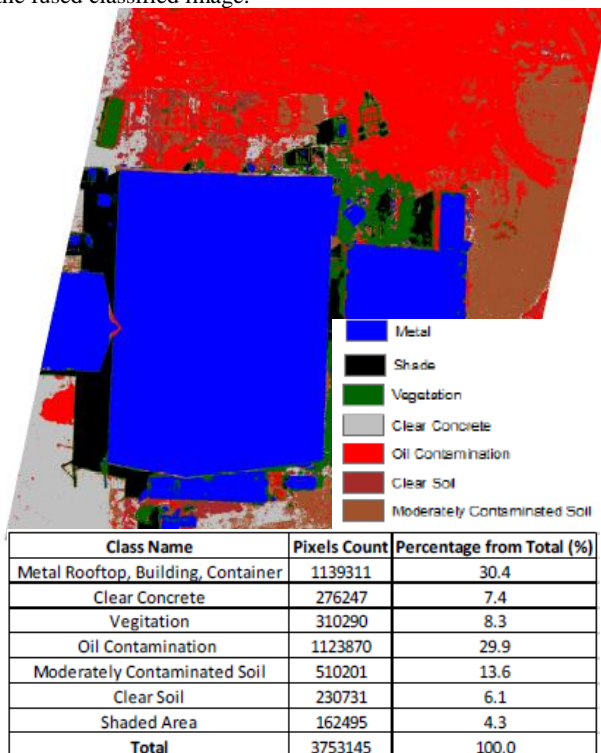 the fused classified image.
Metal
Shade
Vegetation
Clear Concrete
Oil Contamination
Clear Soil
Moderately Contaminated Soil
Class Name Pixels Count Percentage from Total (%)
Metal Rooftop, Building, Container 1139311 30.4
Clear Concrete 276247 7.4
Vegitation 310290 8.3
Oil Contamination 1123870 29.9
Moderately Contaminated Soil 510201 13.6
Clear Soil 230731 6.1
Shaded Area 162495 4.3
Total 3753145 100.0